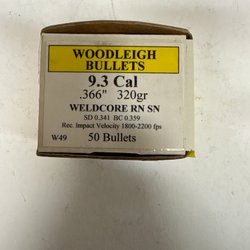 WOODLEIGH
BULLETS
9.3 Cal
.366" 320gr
WELDCORE RN SN
SD 0.341 BC 0.359
Rec. Impact Velocity 1800-2200 fps
W49 50 Bullets